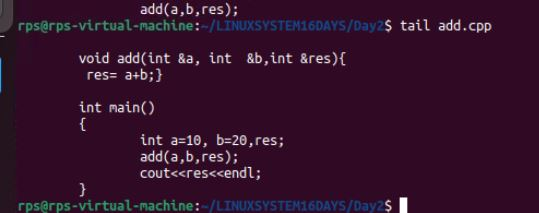 add(a,b,res);
rps@rps-virtual-machine:~/LINUXSYSTEM16DAYS/Day2$ tail add.cpp
void add(int &a, int  &b,int &res){
res= a+b;}
int main()
{
int a=10, b=20,res;
add(a,b,res);
cout<<res<<endl;
}
rps@rps-virtual-machine:~/LINUXSYSTEM16DAYS/Day2$